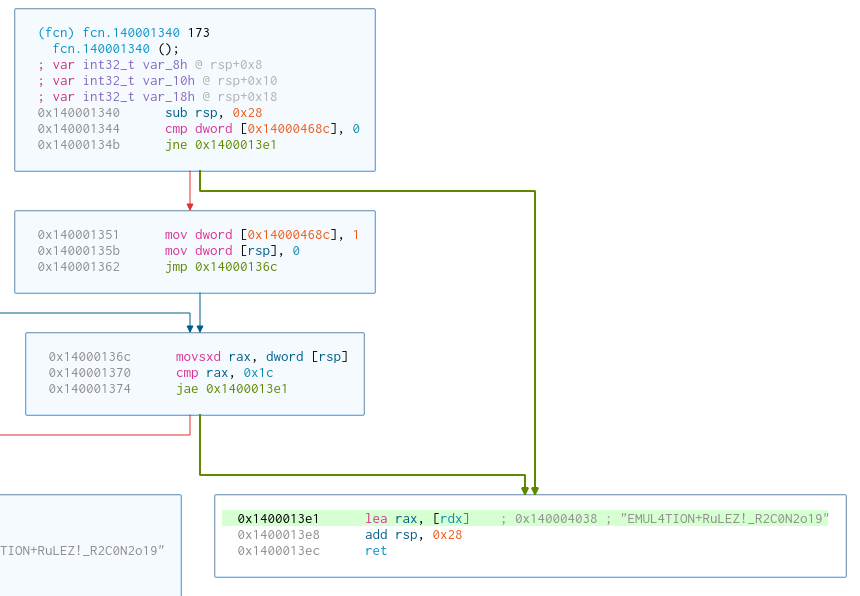 (fcn) fcn.140001340 173
fcn.140001340 ();
; var int32_t var_8h @ rsp+0x8
; var int32_t var_10h @ rsp+0x10
; var int32_t var_18h @ rsp+0x18
0x140001340 sub rsp, 0x28
0x140001344 cmp dword [0x14000468c], 0
0x14000134b jne 0x1400013e1
0x140001351 mov dword [0x14000468c], 1
0x14000135b mov dword [rsp], 0
0x140001362 jmp 0x14000136c
0x14000136c movsxd rax, dword [rsp]
0x140001370 cmp rax, 0x1c
0x140001374 jae 0x1400013e1
TION+RuLEZ!_R2C0N2o19"
0x1400013e1 lea rax, [rdx] ; 0x140004038 ; "EMUL4TION+RuLEZ!_R2C0N2o19"
0x1400013e8 add rsp, 0x28
0x1400013ec ret